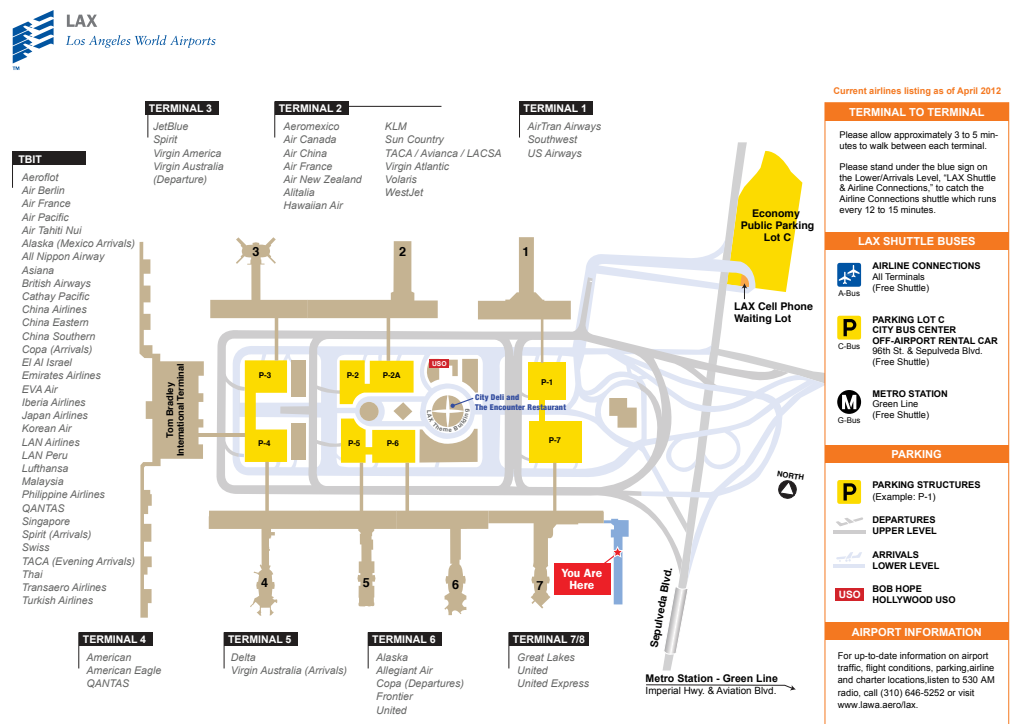 LAX
Los Angeles World Airports
TM
TERMINAL 3
JetBlue
Spirit
Virgin America
Virgin Australia
(Departure)
TERMINAL 2
Aeromexico
Air Canada
Air China
Air France
Air New Zealand
Alitalia
Hawaiian Air
KLM
Sun Country
TACA / Avianca / LACSA
Virgin Atlantic
Volaris
WestJet
TERMINAL 1
AirTran Airways
Southwest
US Airways
TBIT
Aeroflot
Air Berlin
Air France
Air Pacific
Air Tahiti Nui
Alaska (Mexico Arrivals)
All Nippon Airway
Asiana
British Airways
Cathay Pacific
China Airlines
China Eastern
China Southern
Copa (Arrivals)
El Al Israel
Emirates Airlines
EVA Air
Iberia Airlines
Japan Airlines
Korean Air
LAN Airlines
LAN Peru
Lufthansa
Malaysia
Philippine Airlines
QANTAS
Singapore
Spirit (Arrivals)
Swiss
TACA (Evening Arrivals)
Thai
Transaero Airlines
Turkish Airlines
3
2
1
Economy
Public Parking
Lot C
LAX Cell Phone
Waiting Lot
Tom Bradley
International Terminal
P-3
P-2
P-2A
USO
P-1
City Deli and
The Encounter Restaurant
LAX Theme Building
P-4
P-5
P-6
P-7
NORTH
4
5
6
7
You Are
Here
Sepulveda Blvd.
TERMINAL 4
American
American Eagle
QANTAS
TERMINAL 5
Delta
Virgin Australia (Arrivals)
TERMINAL 6
Alaska
Allegiant Air
Copa (Departures)
Frontier
United
TERMINAL 7/8
Great Lakes
United
United Express
Metro Station - Green Line
Imperial Hwy. & Aviation Blvd.
Current airlines listing as of April 2012
TERMINAL TO TERMINAL
Please allow approximately 3 to 5 min-
utes to walk between each terminal.
Please stand under the blue sign on
the Lower/Arrivals Level, "LAX Shuttle
& Airline Connections," to catch the
Airline Connections shuttle which runs
every 12 to 15 minutes.
LAX SHUTTLE BUSES
A-Bus
AIRLINE CONNECTIONS
All Terminals
(Free Shuttle)
P
C-Bus
PARKING LOT C
CITY BUS CENTER
OFF-AIRPORT RENTAL CAR
96th St. & Sepulveda Blvd.
(Free Shuttle)
M
G-Bus
METRO STATION
Green Line
(Free Shuttle)
PARKING
P
PARKING STRUCTURES
(Example: P-1)
DEPARTURES
UPPER LEVEL
ARRIVALS
LOWER LEVEL
USO
BOB HOPE
HOLLYWOOD USO
AIRPORT INFORMATION
For up-to-date information on airport
traffic, flight conditions, parking,airline
and charter locations,listen to 530 AM
radio, call (310) 646-5252 or visit
www.lawa.aero/lax.